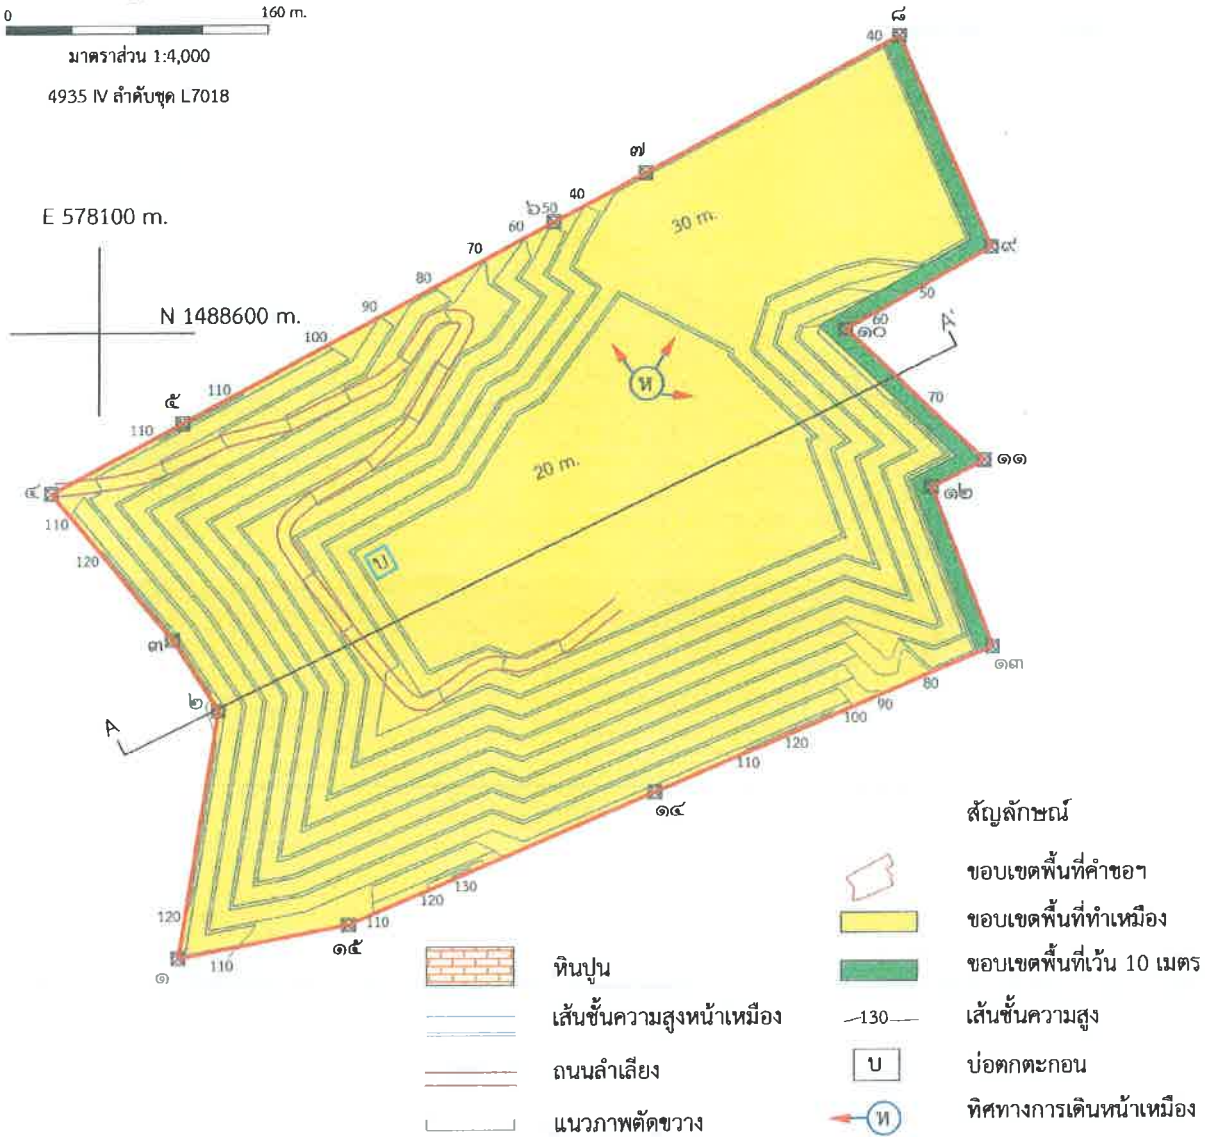 0 160 m.
มาตราส่วน 1:4,000
4935 IV ลำดับชุด L7018
E 578100 m.
N 1488600 m.
๘
40
๗
๖
50
40
60
70
80
90
100
110
๕
110
๔
110
120
๓
๒
A
120
๑
110
๑๕
110
120
130
๑๔
110
120
100
90
80
๑๓
๑๒
๑๑
70
๑๐
60
50
๙
30 m.
20 m.
ห
บ
สัญลักษณ์
ขอบเขตพื้นที่คำขอฯ
ขอบเขตพื้นที่ทำเหมือง
ขอบเขตพื้นที่เว้น 10 เมตร
130 เส้นชั้นความสูง
บ บ่อตกตะกอน
ห ทิศทางการเดินหน้าเหมือง
หินปูน
เส้นชั้นความสูงหน้าเหมือง
ถนนลำเลียง
แนวภาพตัดขวาง